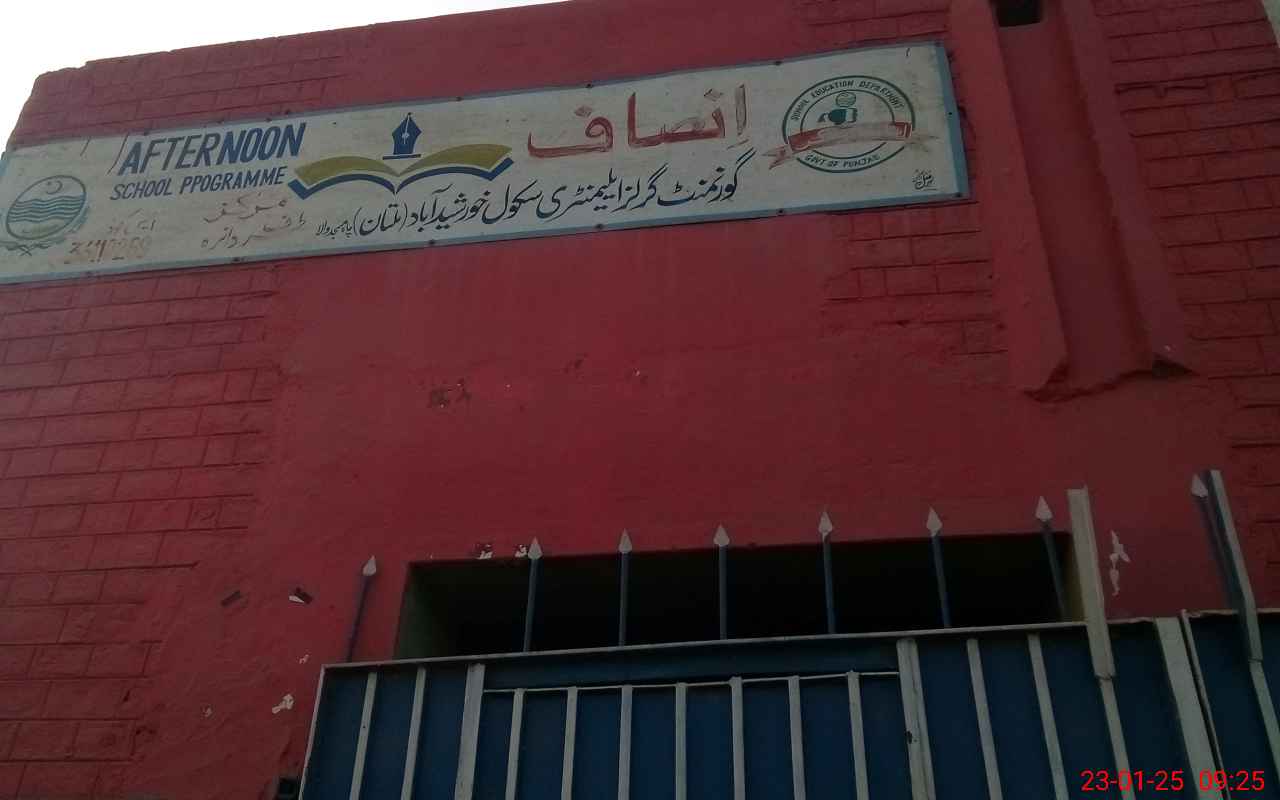 AFTERNOON
SCHOOL PPOGRAMME
انصاف
SCHOOL EDUCATION DEPARTMENT
GOVT OF PUNJAB
گورنمنٹ گرلز ایلیمنٹری سکول خورشید آباد (ملتان)
مرکز
23-01-25 09:25